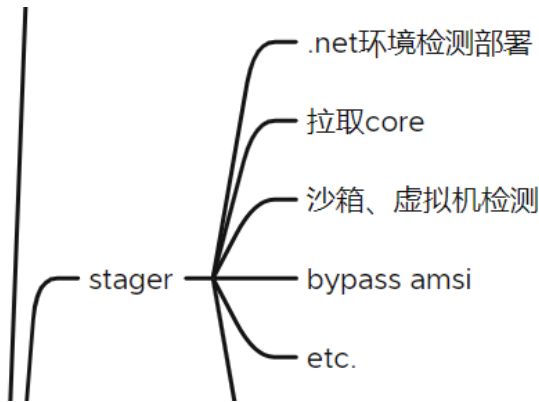 .net环境检测部署
拉取core
沙箱、虚拟机检测
stager
bypass amsi
etc.